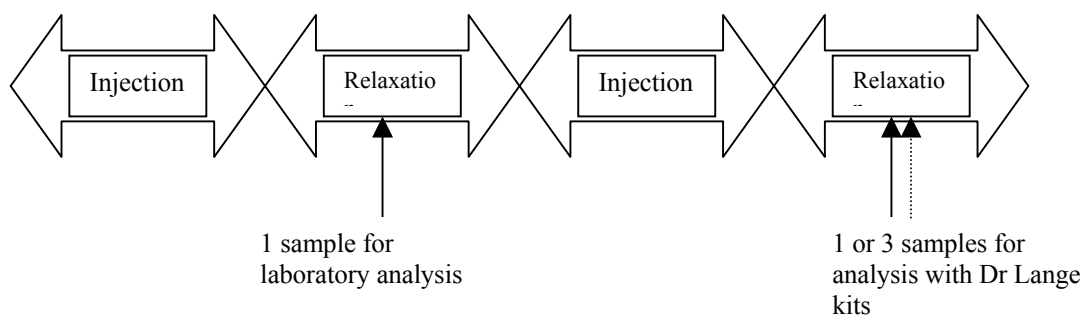 Injection
Relaxatio
Injection
Relaxatio
1 sample for
laboratory analysis
1 or 3 samples for
analysis with Dr Lange
kits